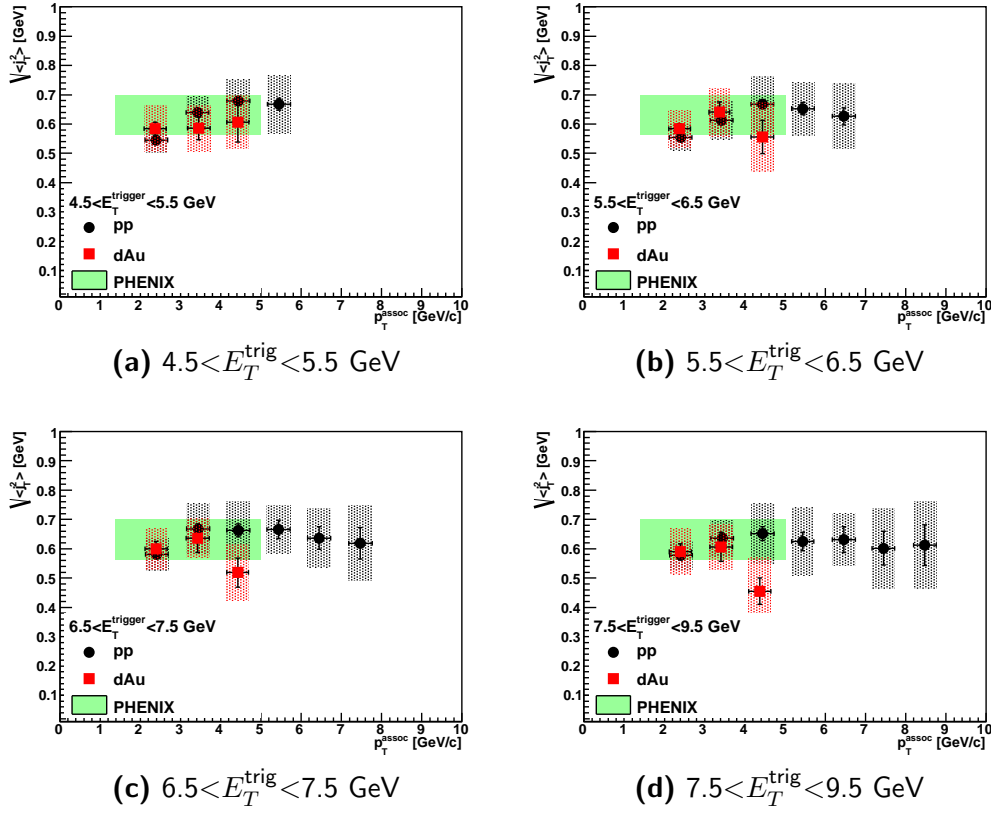 √<j_T^2> [GeV]
1
0.9
0.8
0.7
0.6
0.5
0.4
0.3
0.2
0.1
4.5<E_T^trigger<5.5 GeV
pp
dAu
PHENIX
0 1 2 3 4 5 6 7 8 9 10
p_T^assoc [GeV/c]
(a) 4.5<E_T^trig<5.5 GeV
√<j_T^2> [GeV]
1
0.9
0.8
0.7
0.6
0.5
0.4
0.3
0.2
0.1
5.5<E_T^trigger<6.5 GeV
pp
dAu
PHENIX
0 1 2 3 4 5 6 7 8 9 10
p_T^assoc [GeV/c]
(b) 5.5<E_T^trig<6.5 GeV
√<j_T^2> [GeV]
1
0.9
0.8
0.7
0.6
0.5
0.4
0.3
0.2
0.1
6.5<E_T^trigger<7.5 GeV
pp
dAu
PHENIX
0 1 2 3 4 5 6 7 8 9 10
p_T^assoc [GeV/c]
(c) 6.5<E_T^trig<7.5 GeV
√<j_T^2> [GeV]
1
0.9
0.8
0.7
0.6
0.5
0.4
0.3
0.2
0.1
7.5<E_T^trigger<9.5 GeV
pp
dAu
PHENIX
0 1 2 3 4 5 6 7 8 9 10
p_T^assoc [GeV/c]
(d) 7.5<E_T^trig<9.5 GeV